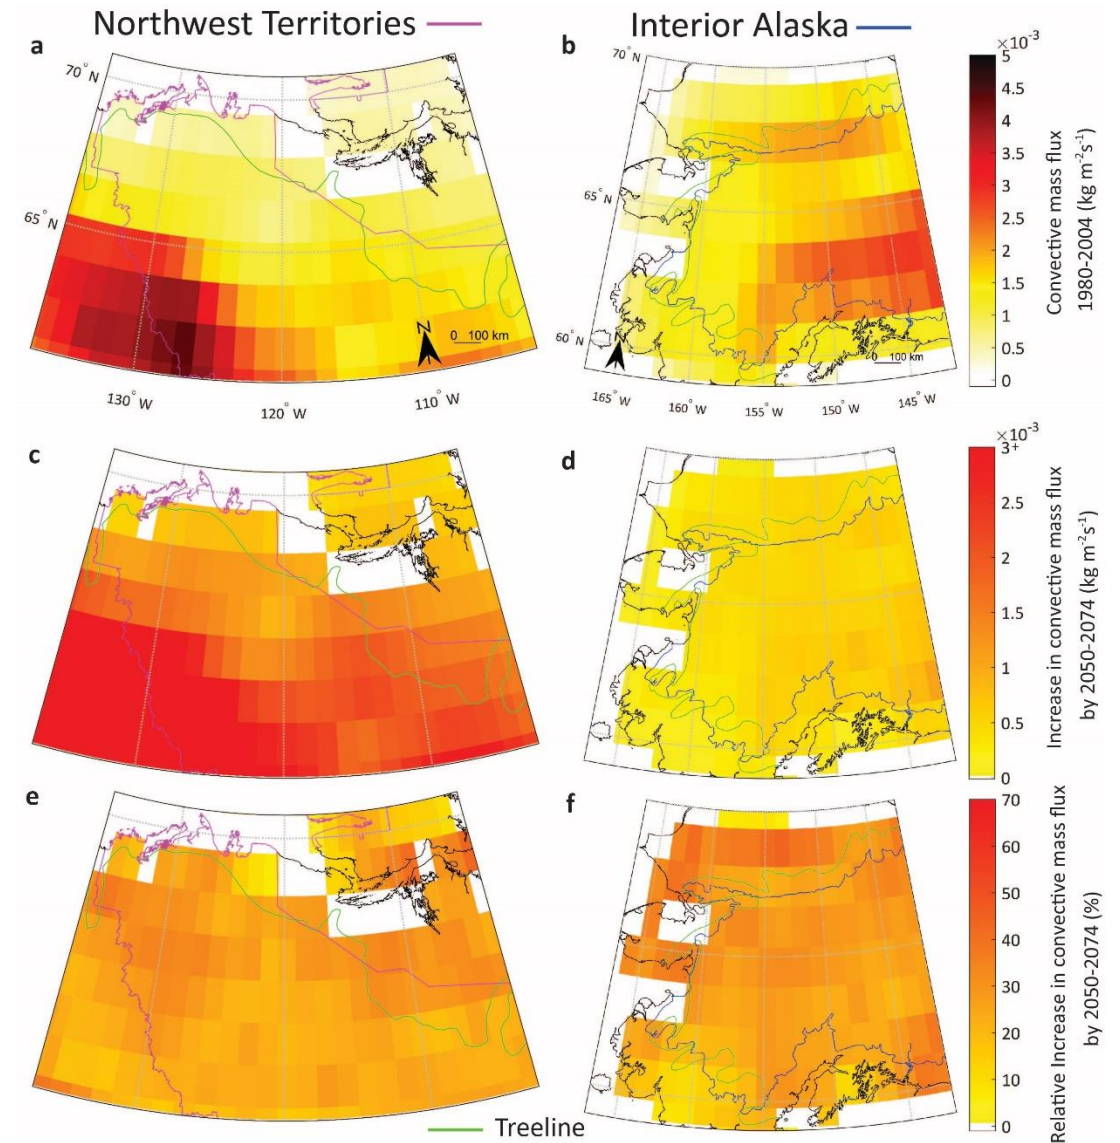 Northwest Territories
Interior Alaska
a
b
70° N
65° N
130° W
120° W
110° W
N
0 100 km
70° N
65° N
60° N
165° W
160° W
155° W
150° W
145° W
N
0 100 km
×10⁻³
5
4.5
4
3.5
3
2.5
2
1.5
1
0.5
0
Convective mass flux
1980-2004 (kg m⁻²s⁻¹)
c
d
×10⁻³
3+
2.5
2
1.5
1
0.5
0
Increase in convective mass flux
by 2050-2074 (kg m⁻²s⁻¹)
e
f
70
60
50
40
30
20
10
0
Relative Increase in convective mass flux
by 2050-2074 (%)
Treeline